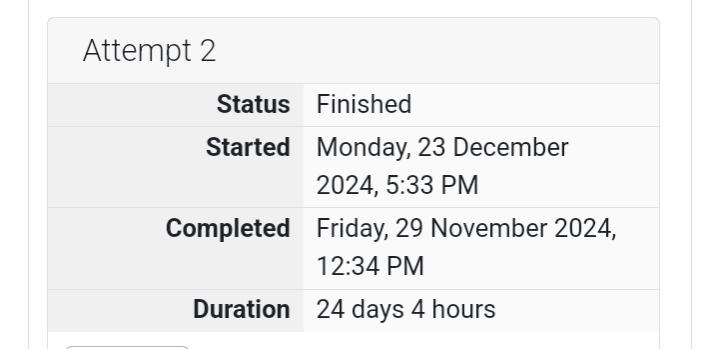 Attempt 2
Status Finished
Started Monday, 23 December
2024, 5:33 PM
Completed Friday, 29 November 2024,
12:34 PM
Duration 24 days 4 hours